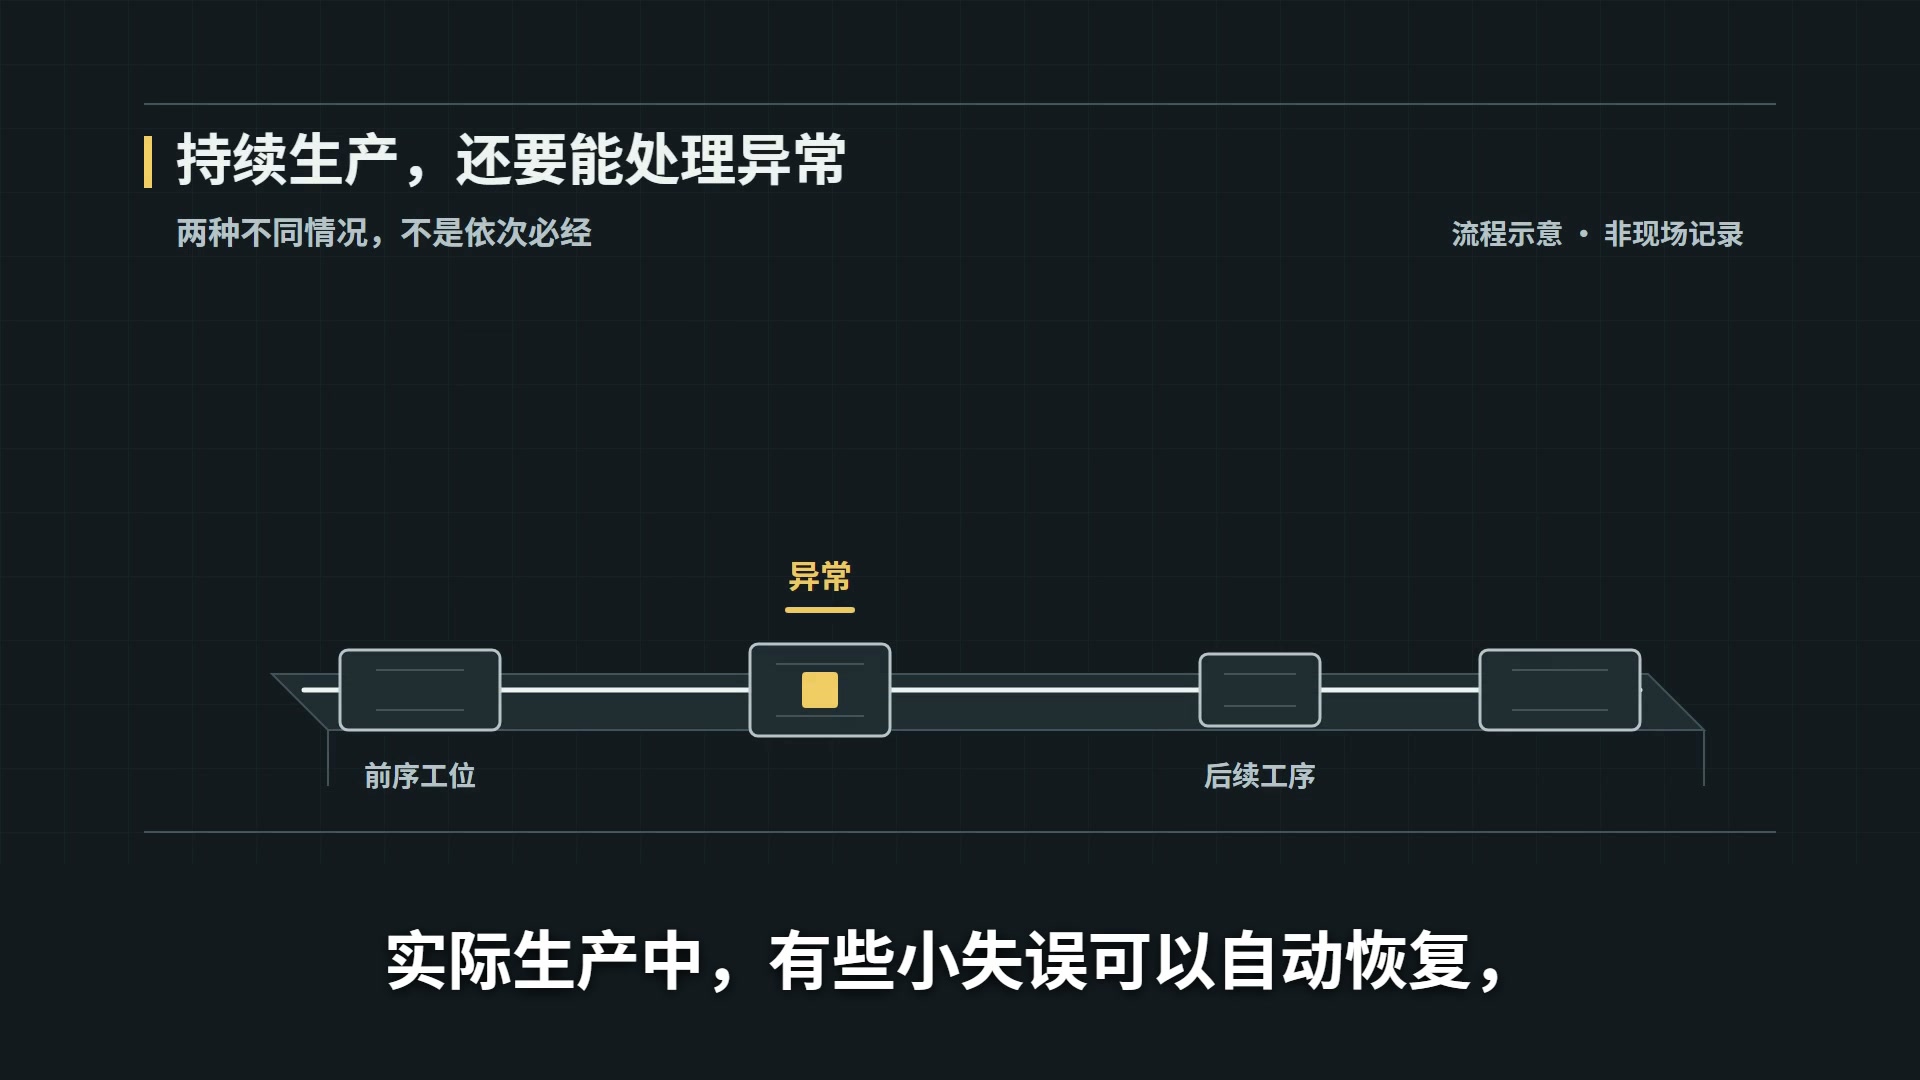 持续生产，还要能处理异常
两种不同情况，不是依次必经
流程示意 · 非现场记录
异常
前序工位
后续工序
实际生产中，有些小失误可以自动恢复，